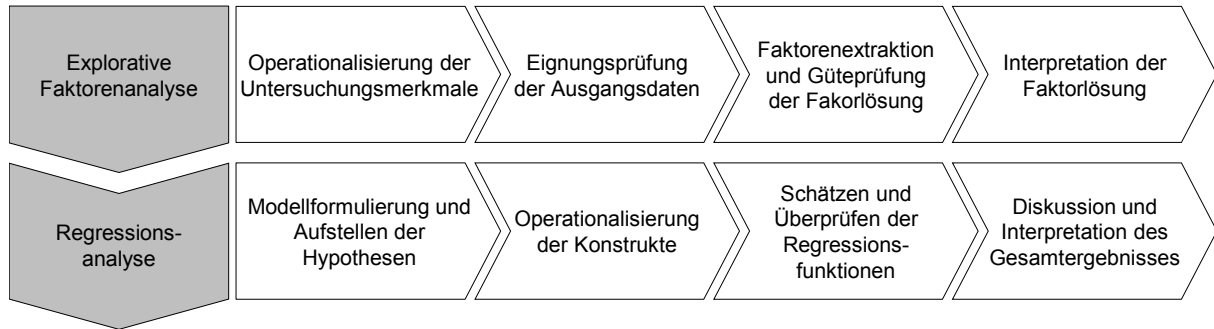 Explorative
Faktorenanalyse
Operationalisierung der
Untersuchungsmerkmale
Eignungsprüfung
der Ausgangsdaten
Faktorenextraktion
und Güteprüfung
der Fakorlösung
Interpretation der
Faktorlösung
Regressions-
analyse
Modellformulierung und
Aufstellen der
Hypothesen
Operationalisierung
der Konstrukte
Schätzen und
Überprüfen der
Regressions-
funktionen
Diskussion und
Interpretation des
Gesamtergebnisses